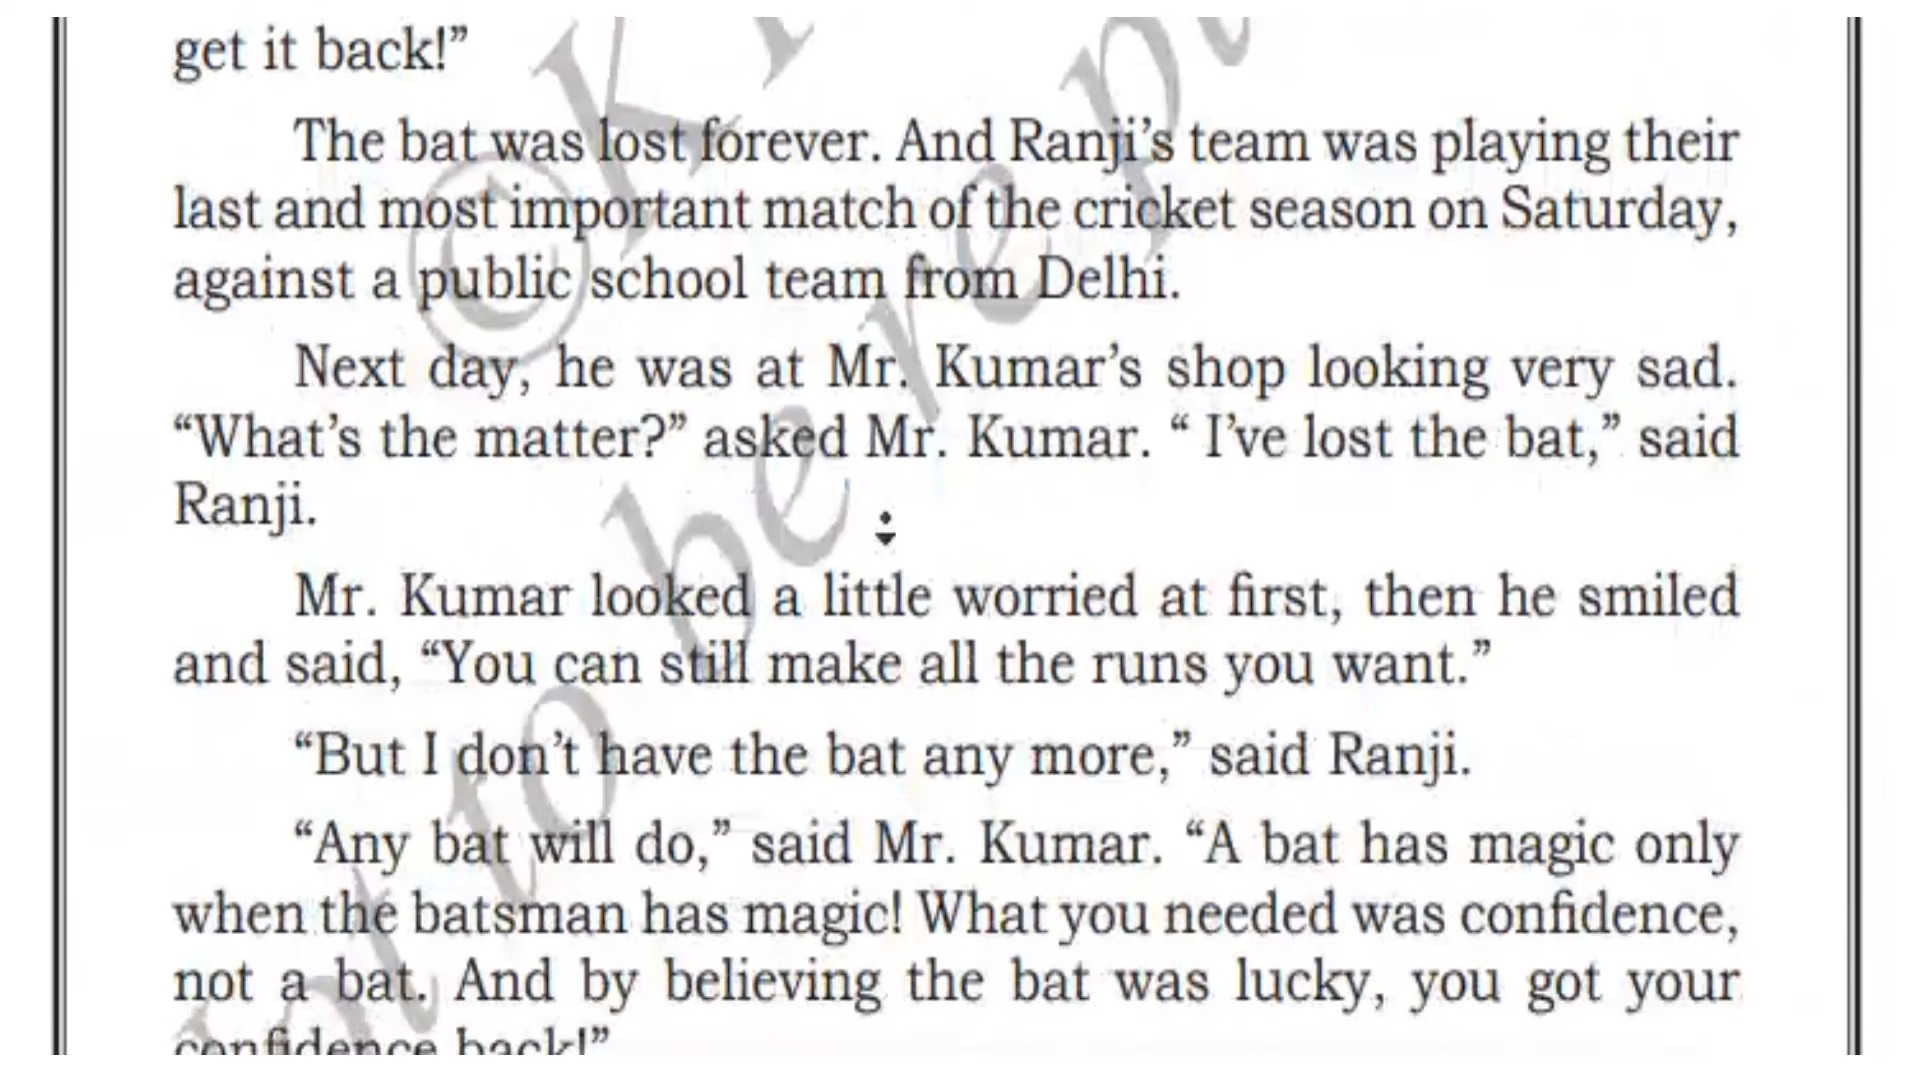 get it back!”
The bat was lost forever. And Ranji’s team was playing their
last and most important match of the cricket season on Saturday,
against a public school team from Delhi.
Next day, he was at Mr. Kumar’s shop looking very sad.
“What’s the matter?” asked Mr. Kumar. “ I’ve lost the bat,” said
Ranji.
Mr. Kumar looked a little worried at first, then he smiled
and said, “You can still make all the runs you want.”
“But I don’t have the bat any more,” said Ranji.
“Any bat will do,” said Mr. Kumar. “A bat has magic only
when the batsman has magic! What you needed was confidence,
not a bat. And by believing the bat was lucky, you got your
confidence back!”